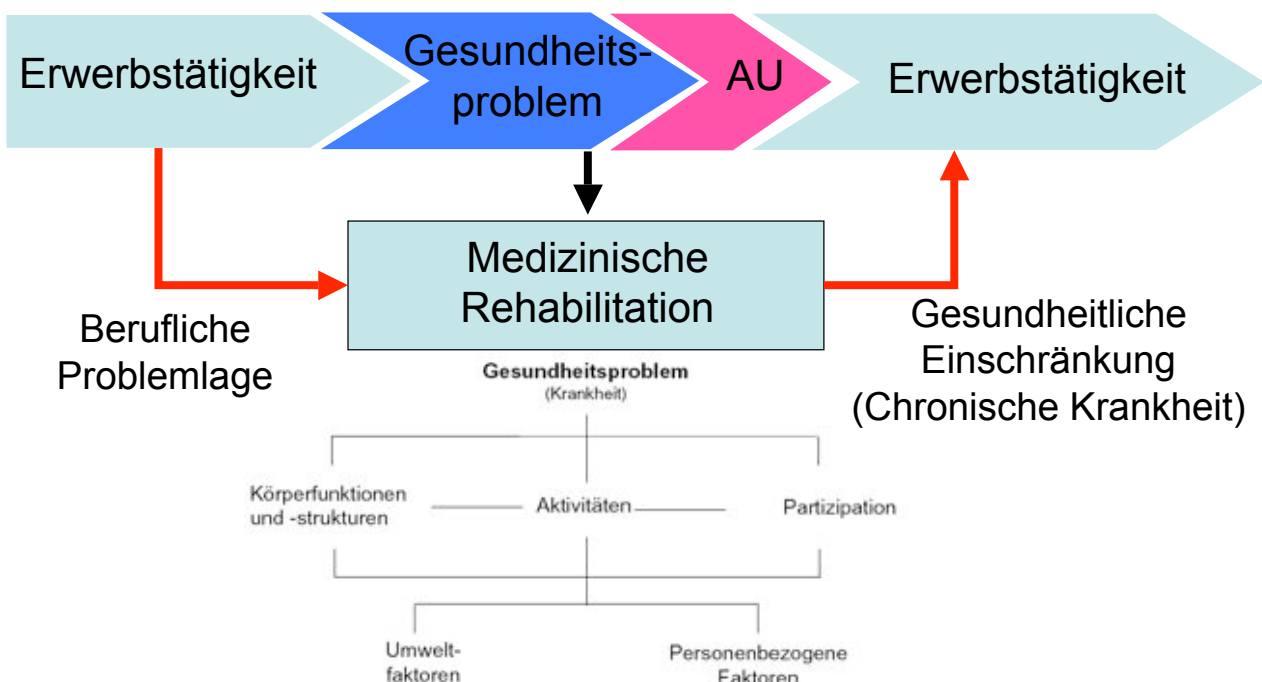 Erwerbstätigkeit
Gesundheits-
problem
AU
Erwerbstätigkeit
Medizinische
Rehabilitation
Berufliche
Problemlage
Gesundheitliche
Einschränkung
(Chronische Krankheit)
Gesundheitsproblem
(Krankheit)
Körperfunktionen
und -strukturen
Aktivitäten
Partizipation
Umwelt-
faktoren
Personenbezogene
Faktoren